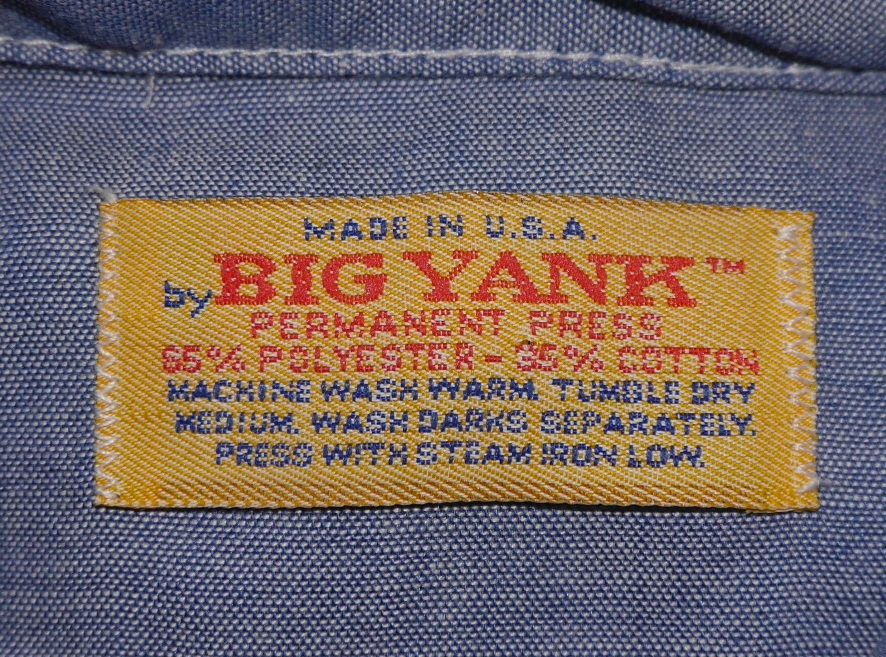 MADE IN U.S.A.
by BIG YANK™
PERMANENT PRESS
65% POLYESTER - 35% COTTON
MACHINE WASH WARM. TUMBLE DRY
MEDIUM. WASH DARKS SEPARATELY.
PRESS WITH STEAM IRON LOW.